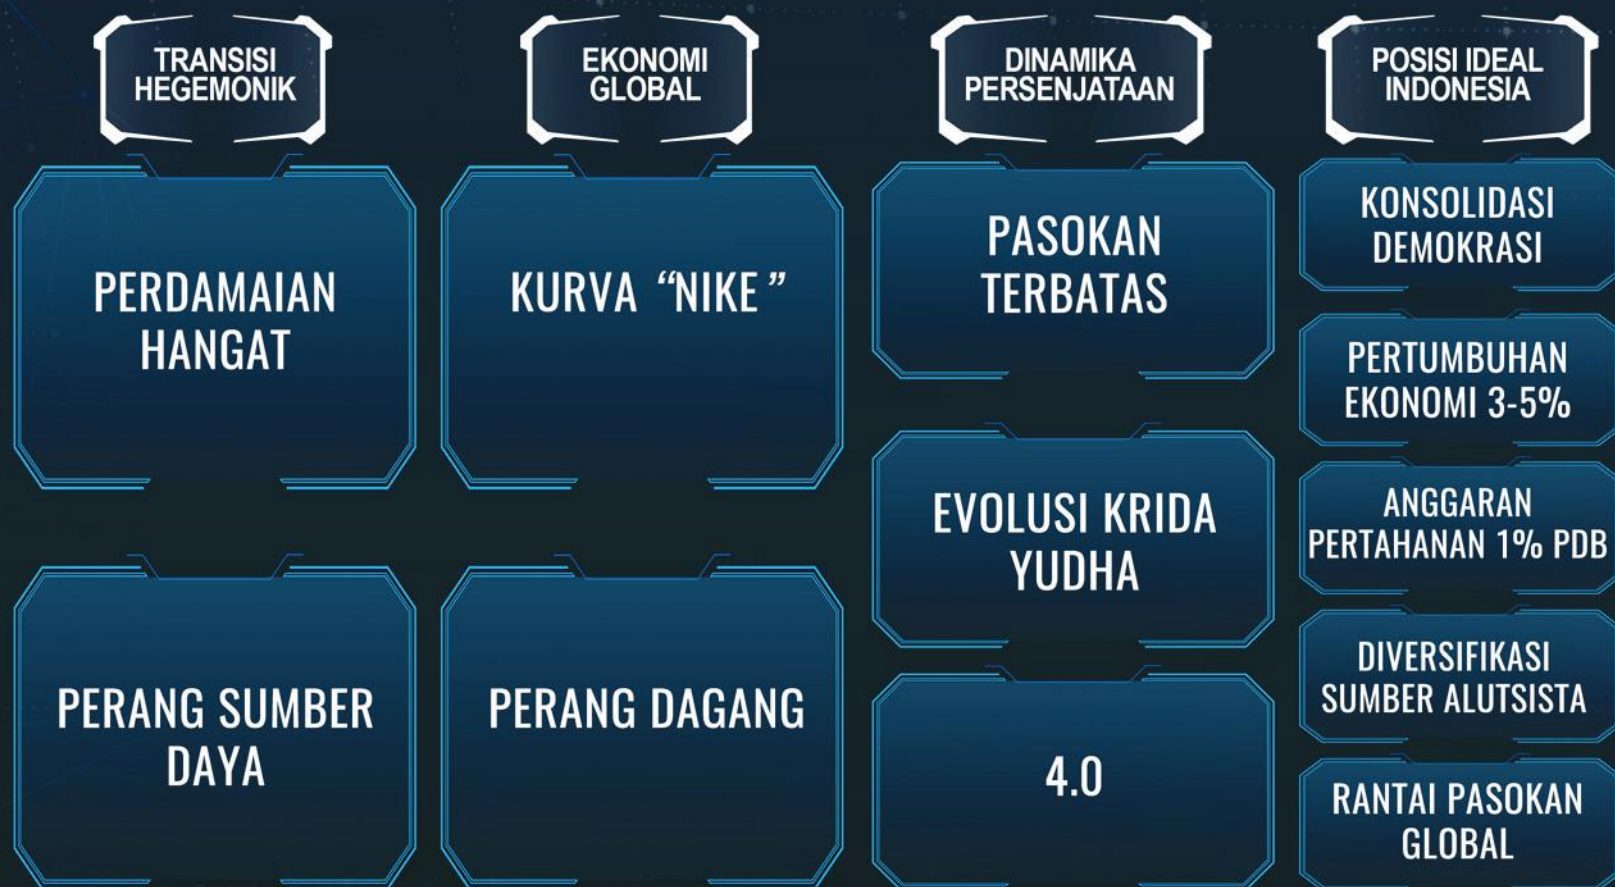 TRANSISI
HEGEMONIK
PERDAMAIAN
HANGAT
PERANG SUMBER
DAYA
EKONOMI
GLOBAL
KURVA “NIKE”
PERANG DAGANG
DINAMIKA
PERSENJATAAN
PASOKAN
TERBATAS
EVOLUSI KRIDA
YUDHA
4.0
POSISI IDEAL
INDONESIA
KONSOLIDASI
DEMOKRASI
PERTUMBUHAN
EKONOMI 3-5%
ANGGARAN
PERTAHANAN 1% PDB
DIVERSIFIKASI
SUMBER ALUTSISTA
RANTAI PASOKAN
GLOBAL